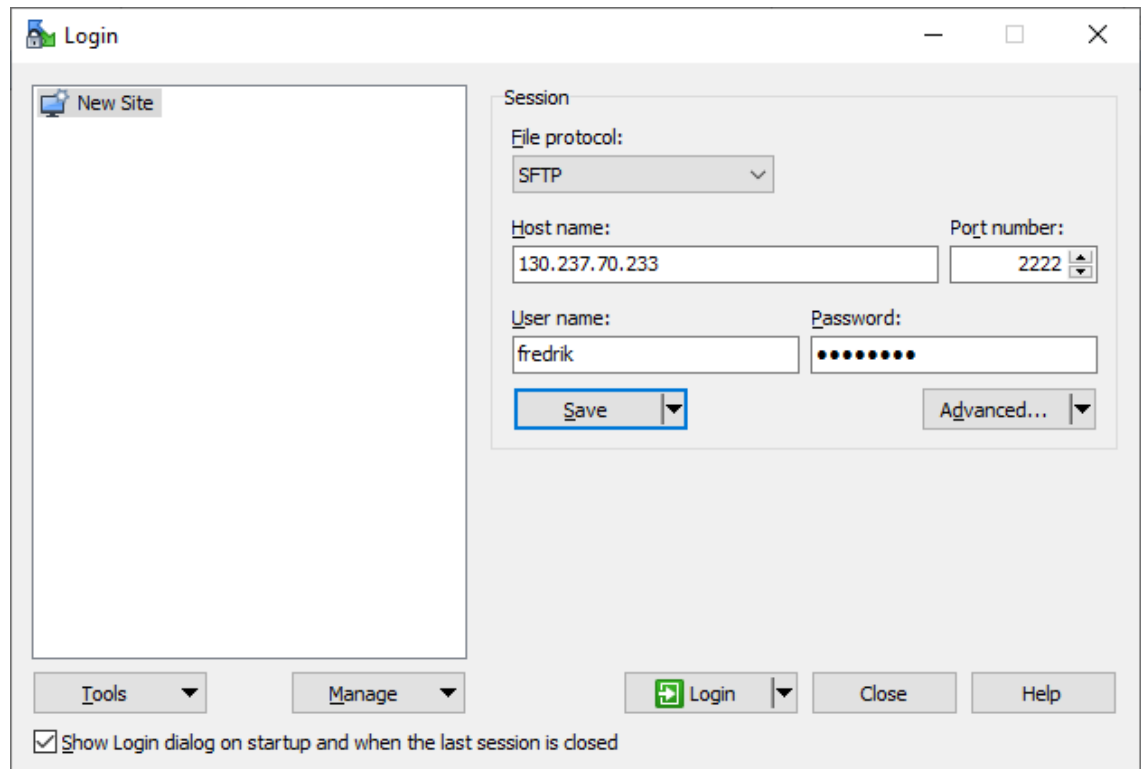 Login
New Site
Session
File protocol:
SFTP
Host name:
Port number:
130.237.70.233
2222
User name:
Password:
fredrik
••••••••
Save
Advanced...
Tools
Manage
Login
Close
Help
Show Login dialog on startup and when the last session is closed